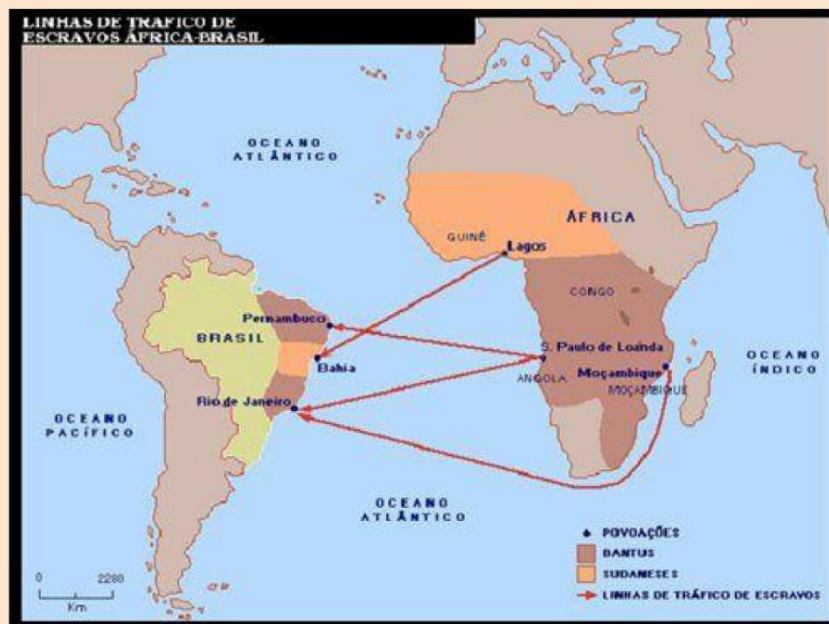 LINHAS DE TRÁFICO DE
ESCRAVOS ÁFRICA-BRASIL
OCEANO
ATLÂNTICO
GUINÉ
ÁFRICA
Lagos
CONGO
Pernambuco
BRASIL
Bahia
S. Paulo de Loanda
ANGOLA
Moçambique
MOÇAMBIQUE
OCEANO
ÍNDICO
Rio de Janeiro
OCEANO
PACÍFICO
OCEANO
ATLÂNTICO
POVOAÇÕES
BANTUS
SUDANESES
LINHAS DE TRÁFICO DE ESCRAVOS
0 2280
Km